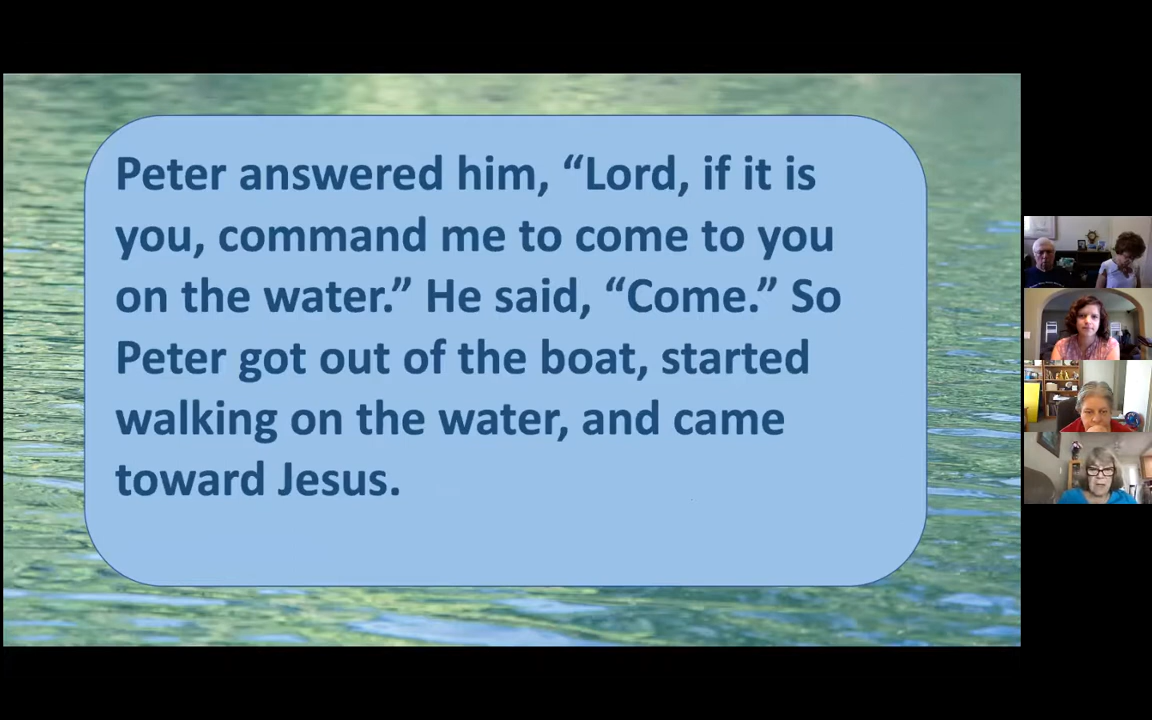 Peter answered him, “Lord, if it is
you, command me to come to you
on the water.” He said, “Come.” So
Peter got out of the boat, started
walking on the water, and came
toward Jesus.